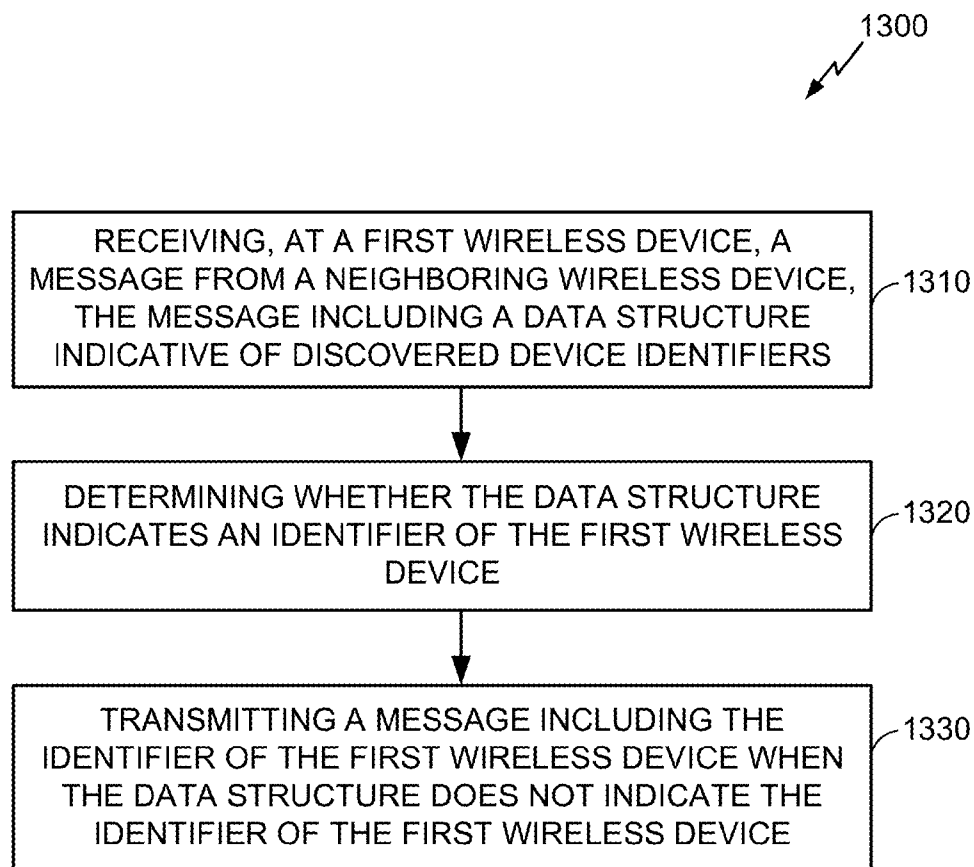 1300
RECEIVING, AT A FIRST WIRELESS DEVICE, A
MESSAGE FROM A NEIGHBORING WIRELESS DEVICE,
THE MESSAGE INCLUDING A DATA STRUCTURE
INDICATIVE OF DISCOVERED DEVICE IDENTIFIERS
1310
DETERMINING WHETHER THE DATA STRUCTURE
INDICATES AN IDENTIFIER OF THE FIRST WIRELESS
DEVICE
1320
TRANSMITTING A MESSAGE INCLUDING THE
IDENTIFIER OF THE FIRST WIRELESS DEVICE WHEN
THE DATA STRUCTURE DOES NOT INDICATE THE
IDENTIFIER OF THE FIRST WIRELESS DEVICE
1330